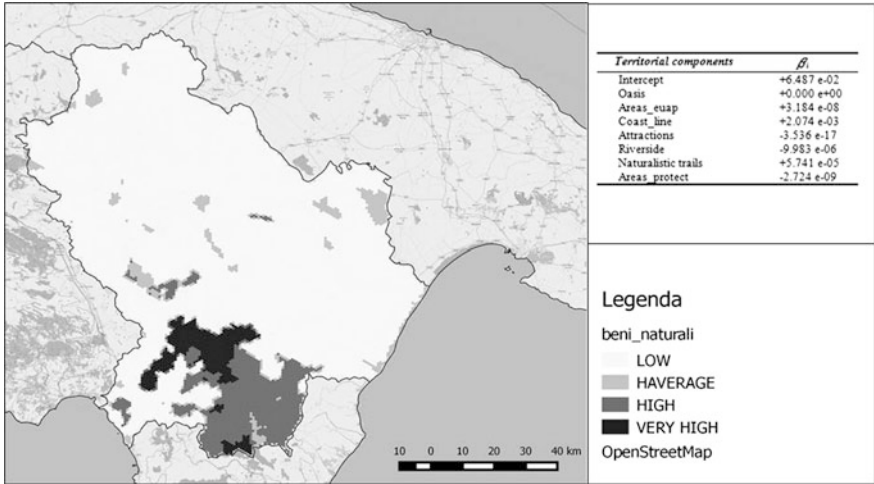 Territorial components βi
Intercept +6.487 e-02
Oasis +0.000 e+00
Areas_euap +3.184 e-08
Coast_line +2.074 e-03
Attractions -3.536 e-17
Riverside -9.983 e-06
Naturalistic trails +5.741 e-05
Areas_protect -2.724 e-09
Legenda
beni_naturali
LOW
HAVERAGE
HIGH
VERY HIGH
OpenStreetMap
10 0 10 20 30 40 km